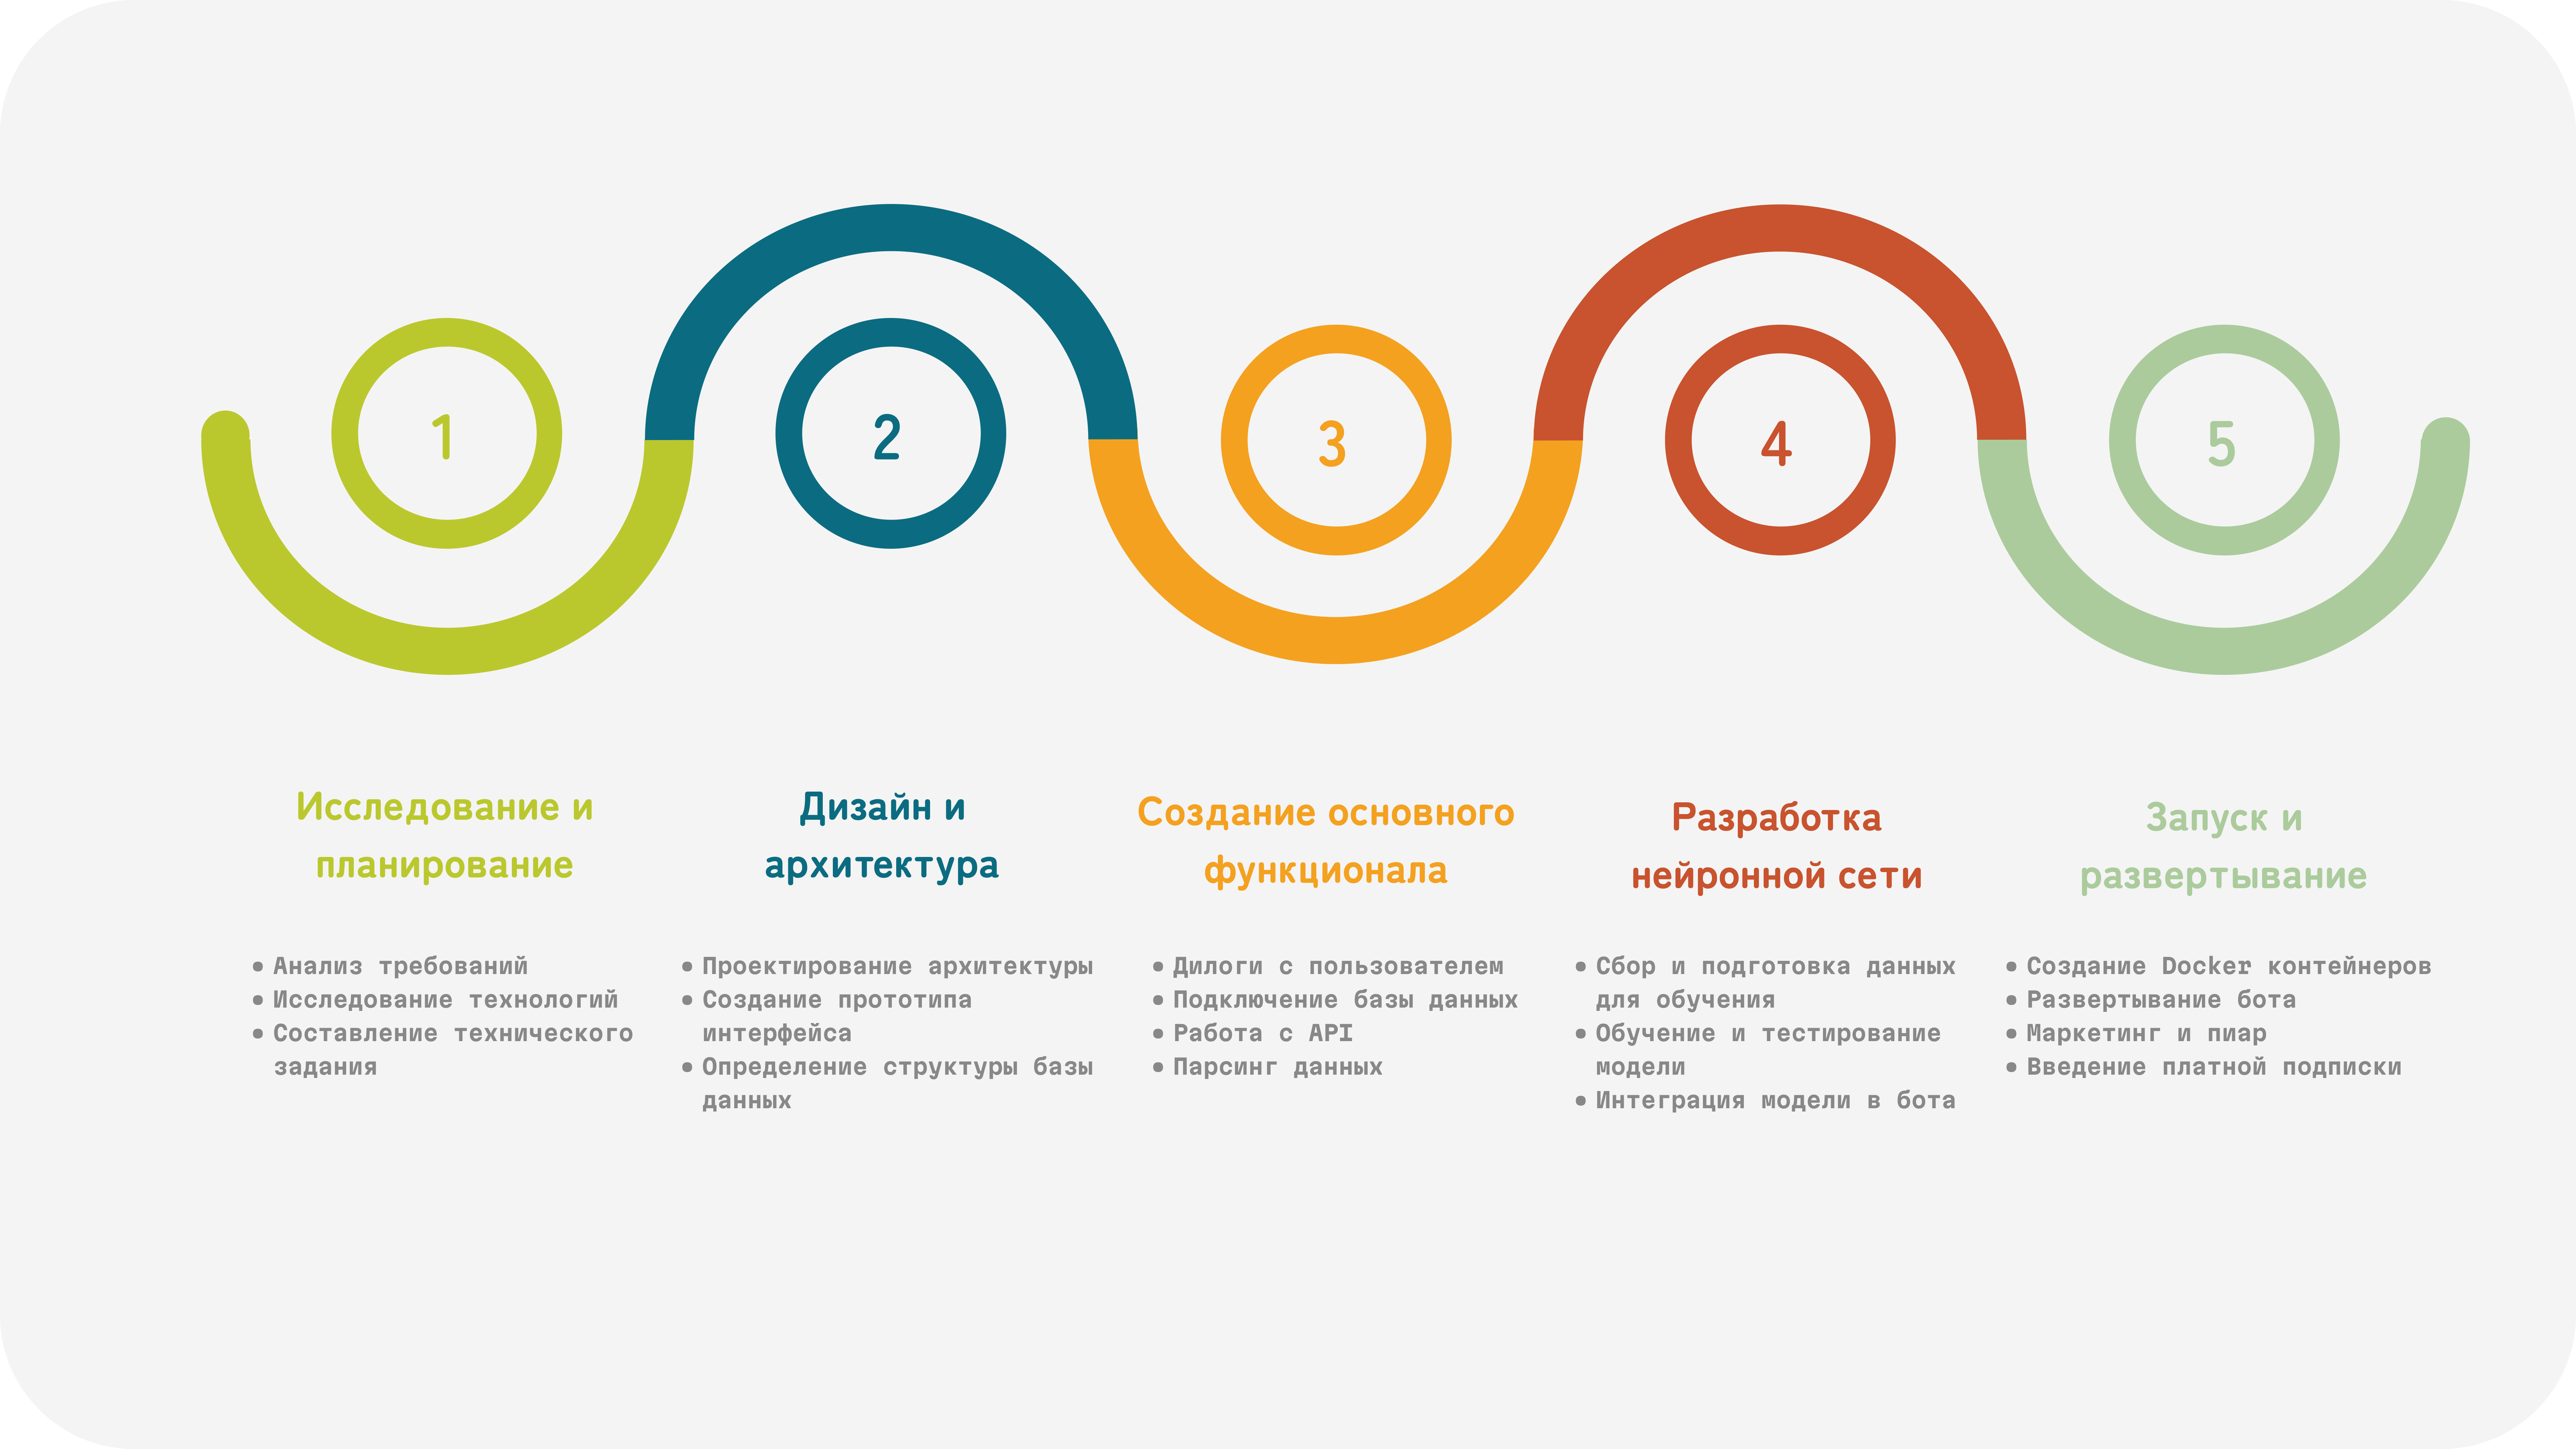 1
2
3
4
5
Исследование и
планирование
• Анализ требований
• Исследование технологий
• Составление технического
задания
Дизайн и
архитектура
• Проектирование архитектуры
• Создание прототипа
интерфейса
• Определение структуры базы
данных
Создание основного
функционала
• Дилоги с пользователем
• Подключение базы данных
• Работа с API
• Парсинг данных
Разработка
нейронной сети
• Сбор и подготовка данных
для обучения
• Обучение и тестирование
модели
• Интеграция модели в бота
Запуск и
развертывание
• Создание Docker контейнеров
• Развертывание бота
• Маркетинг и пиар
• Введение платной подписки